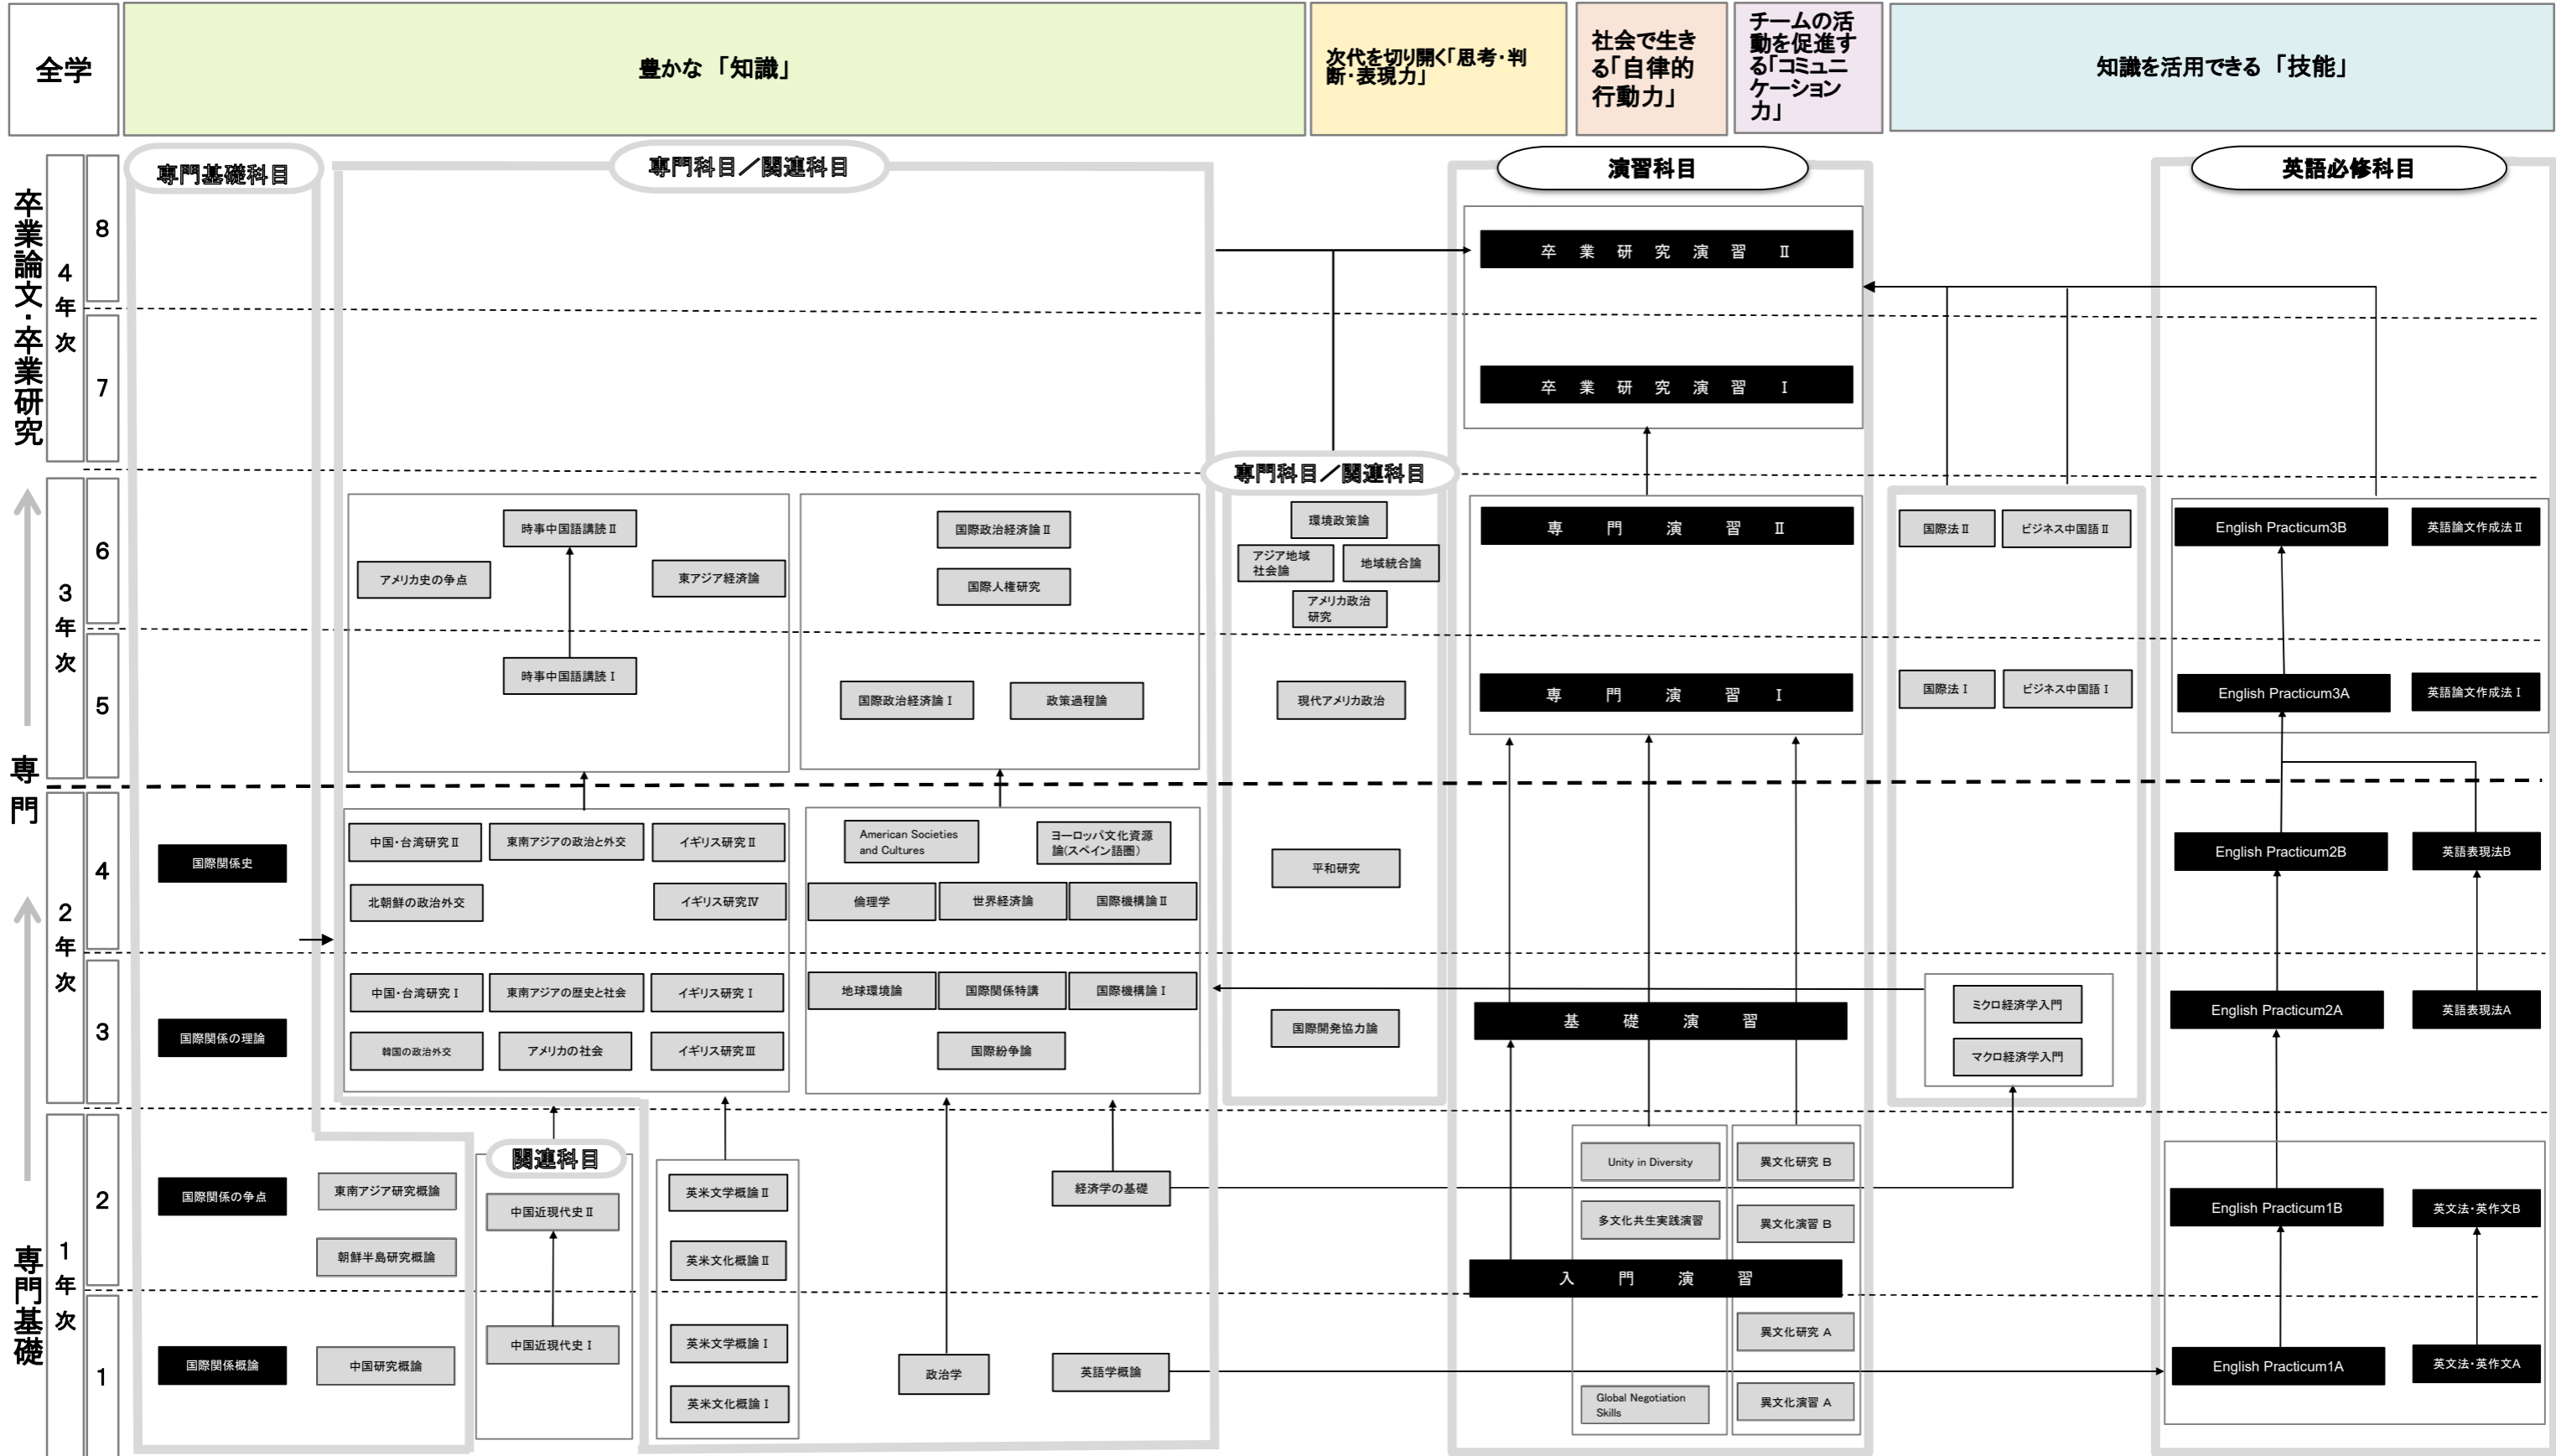 全学
豊かな「知識」
次代を切り開く「思考・判
断・表現力」
社会で生き
る「自律的
行動力」
チームの活
動を促進す
る「コミュニ
ケーション
力」
知識を活用できる「技能」
専門基礎科目
専門科目／関連科目
演習科目
英語必修科目
卒業論文・卒業研究
4年次
8
卒業研究演習Ⅱ
7
卒業研究演習Ⅰ
専門科目／関連科目
専門
3年次
6
時事中国語講読Ⅱ
アメリカ史の争点
東アジア経済論
国際政治経済論Ⅱ
国際人権研究
環境政策論
アジア地域
社会論
地域統合論
アメリカ政治
研究
専門演習Ⅱ
国際法Ⅱ
ビジネス中国語Ⅱ
English Practicum3B
英語論文作成法Ⅱ
5
時事中国語講読Ⅰ
国際政治経済論Ⅰ
政策過程論
現代アメリカ政治
専門演習Ⅰ
国際法Ⅰ
ビジネス中国語Ⅰ
English Practicum3A
英語論文作成法Ⅰ
2年次
4
国際関係史
中国・台湾研究Ⅱ
東南アジアの政治と外交
イギリス研究Ⅱ
北朝鮮の政治外交
イギリス研究Ⅳ
American Societies
and Cultures
ヨーロッパ文化資源
論(スペイン語圏)
倫理学
世界経済論
国際機構論Ⅱ
平和研究
English Practicum2B
英語表現法B
3
国際関係の理論
中国・台湾研究Ⅰ
東南アジアの歴史と社会
イギリス研究Ⅰ
韓国の政治外交
アメリカの社会
イギリス研究Ⅲ
地球環境論
国際関係特講
国際機構論Ⅰ
国際紛争論
国際開発協力論
基礎演習
ミクロ経済学入門
マクロ経済学入門
English Practicum2A
英語表現法A
専門基礎
1年次
2
国際関係の争点
東南アジア研究概論
朝鮮半島研究概論
関連科目
中国近現代史Ⅱ
英米文学概論Ⅱ
英米文化概論Ⅱ
経済学の基礎
Unity in Diversity
多文化共生実践演習
異文化研究 B
異文化演習 B
入門演習
English Practicum1B
英文法・英作文B
1
国際関係概論
中国研究概論
中国近現代史Ⅰ
英米文学概論Ⅰ
英米文化概論Ⅰ
政治学
英語学概論
Global Negotiation
Skills
異文化研究 A
異文化演習 A
English Practicum1A
英文法・英作文A